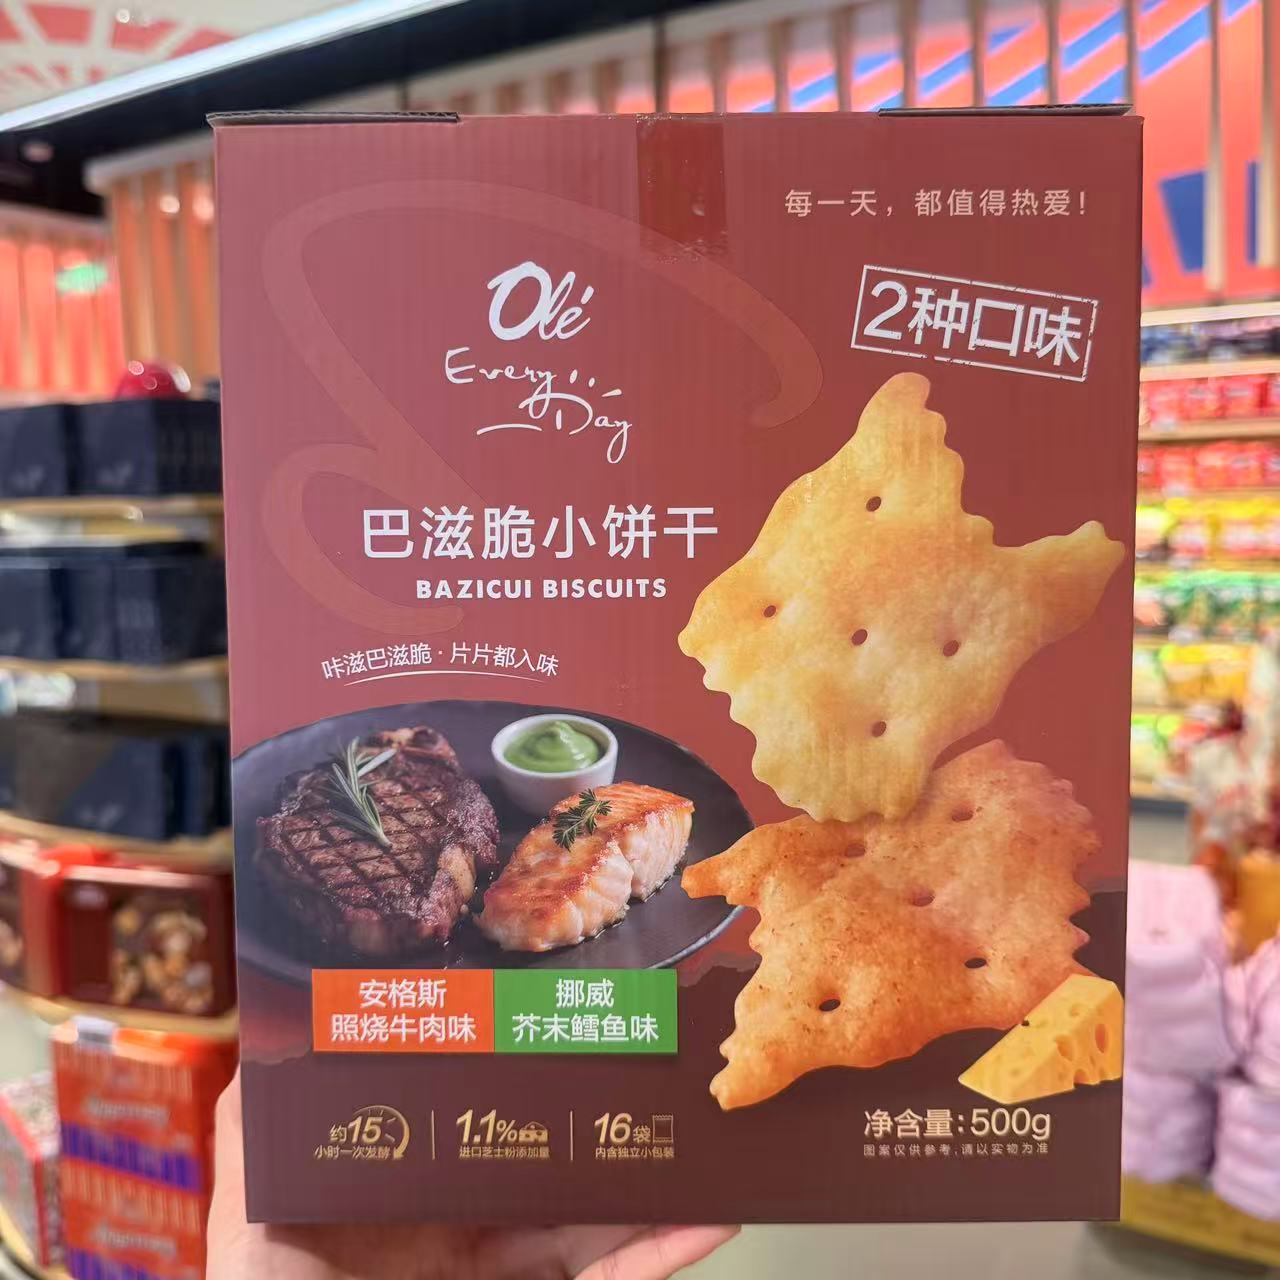 每一天，都值得热爱！
Olé
Every
Day
2种口味
巴滋脆小饼干
BAZICUI BISCUITS
咔滋巴滋脆·片片都入味
安格斯
照烧牛肉味
挪威
芥末鳕鱼味
约15
小时一次发酵
1.1%
进口芝士粉添加量
16袋
内含独立小包装
净含量:500g
图案仅供参考,请以实物为准